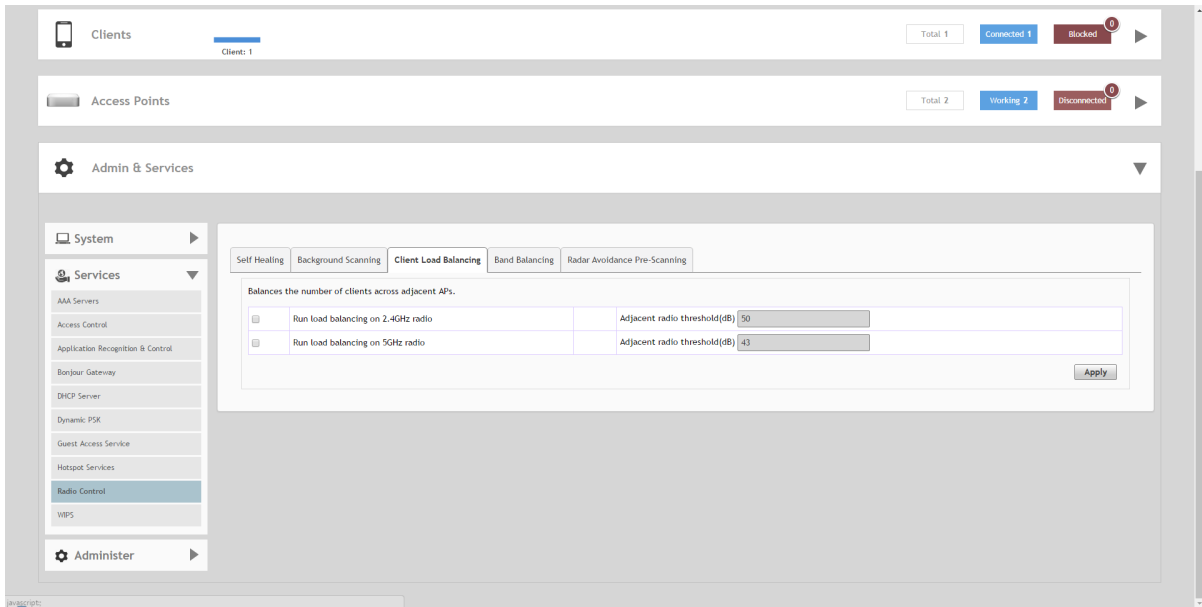 Clients
Client: 1
Total 1
Connected 1
Blocked
0
Access Points
Total 2
Working 2
Disconnected
0
Admin & Services
System
Services
AAA Servers
Access Control
Application Recognition & Control
Bonjour Gateway
DHCP Server
Dynamic PSK
Guest Access Service
Hotspot Services
Radio Control
WIPS
Administer
Self Healing
Background Scanning
Client Load Balancing
Band Balancing
Radar Avoidance Pre-Scanning
Balances the number of clients across adjacent APs.
Run load balancing on 2.4GHz radio
Adjacent radio threshold(dB) 50
Run load balancing on 5GHz radio
Adjacent radio threshold(dB) 43
Apply
javascript: